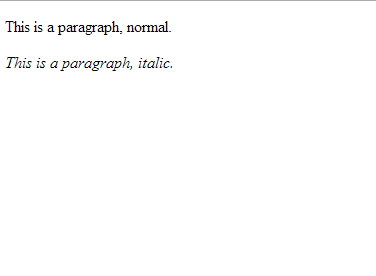 This is a paragraph, normal.
This is a paragraph, italic.